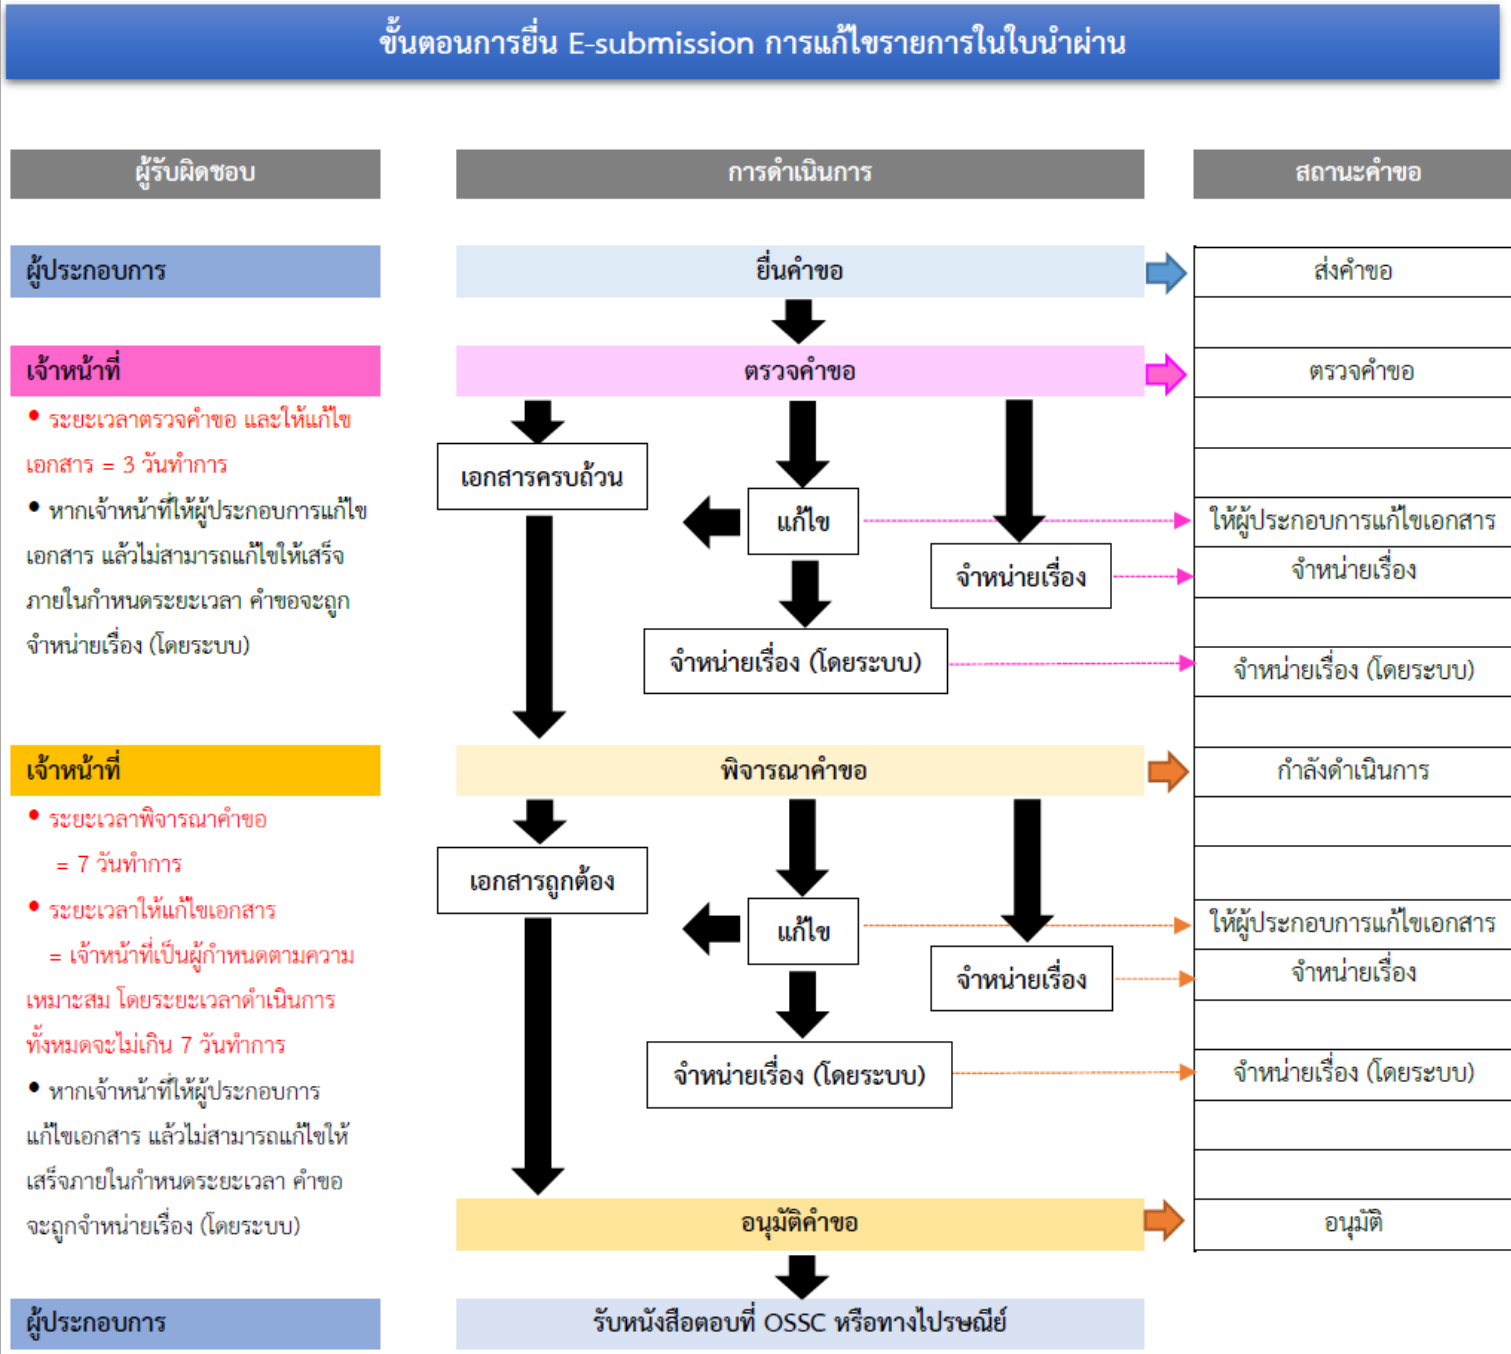 ขั้นตอนการยื่น E-submission การแก้ไขรายการในใบนำผ่าน
ผู้รับผิดชอบ
การดำเนินการ
สถานะคำขอ
ผู้ประกอบการ
ยื่นคำขอ
ส่งคำขอ
เจ้าหน้าที่
ตรวจคำขอ
ตรวจคำขอ
• ระยะเวลาตรวจคำขอ และให้แก้ไข
เอกสาร = 3 วันทำการ
• หากเจ้าหน้าที่ให้ผู้ประกอบการแก้ไข
เอกสาร แล้วไม่สามารถแก้ไขให้เสร็จ
ภายในกำหนดระยะเวลา คำขอจะถูก
จำหน่ายเรื่อง (โดยระบบ)
เอกสารครบถ้วน
แก้ไข
ให้ผู้ประกอบการแก้ไขเอกสาร
จำหน่ายเรื่อง
จำหน่ายเรื่อง
จำหน่ายเรื่อง (โดยระบบ)
จำหน่ายเรื่อง (โดยระบบ)
เจ้าหน้าที่
พิจารณาคำขอ
กำลังดำเนินการ
• ระยะเวลาพิจารณาคำขอ
= 7 วันทำการ
• ระยะเวลาให้แก้ไขเอกสาร
= เจ้าหน้าที่เป็นผู้กำหนดตามความ
เหมาะสม โดยระยะเวลาดำเนินการ
ทั้งหมดจะไม่เกิน 7 วันทำการ
• หากเจ้าหน้าที่ให้ผู้ประกอบการ
แก้ไขเอกสาร แล้วไม่สามารถแก้ไขให้
เสร็จภายในกำหนดระยะเวลา คำขอ
จะถูกจำหน่ายเรื่อง (โดยระบบ)
เอกสารถูกต้อง
แก้ไข
ให้ผู้ประกอบการแก้ไขเอกสาร
จำหน่ายเรื่อง
จำหน่ายเรื่อง
จำหน่ายเรื่อง (โดยระบบ)
จำหน่ายเรื่อง (โดยระบบ)
อนุมัติคำขอ
อนุมัติ
ผู้ประกอบการ
รับหนังสือตอบที่ OSSC หรือทางไปรษณีย์